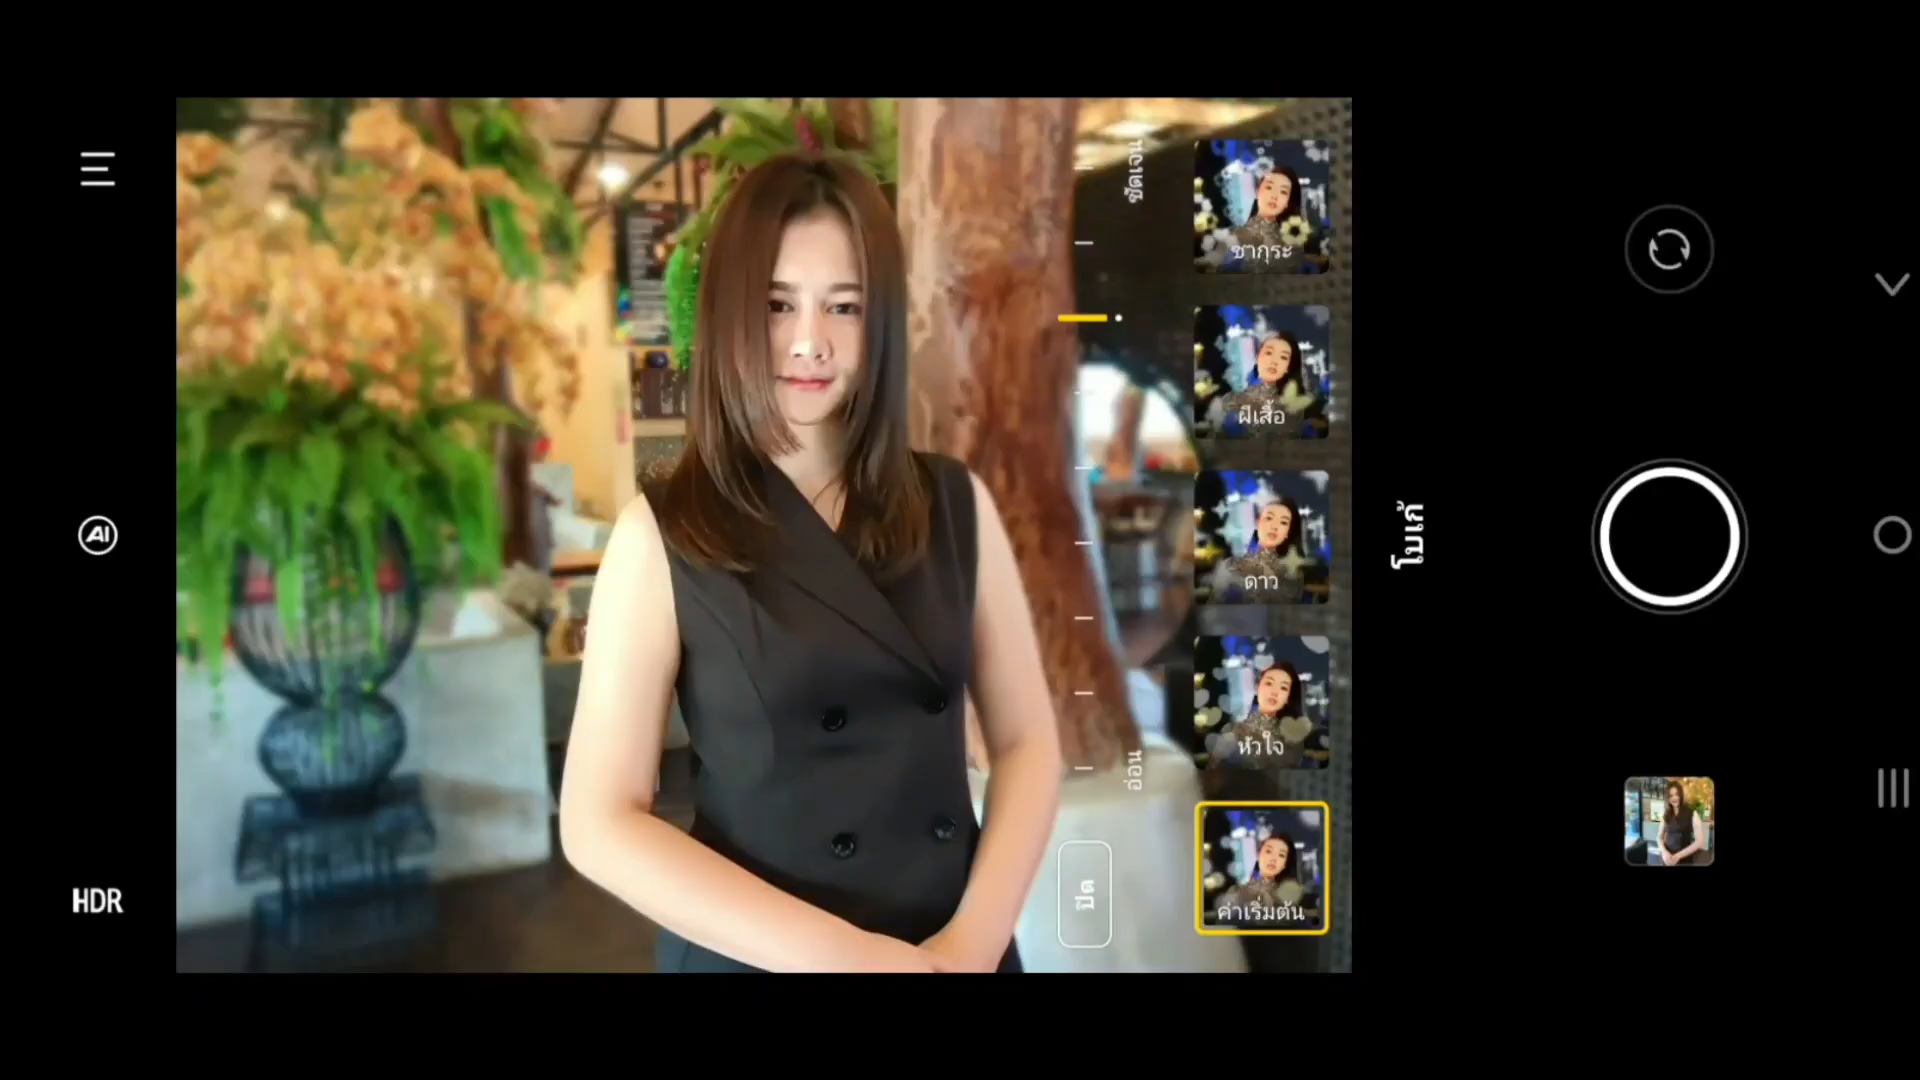 AI
HDR
ชัดเจน
อ่อน
ปิด
ซากุระ
ผีเสื้อ
ดาว
หัวใจ
ค่าเริ่มต้น
โบเก้